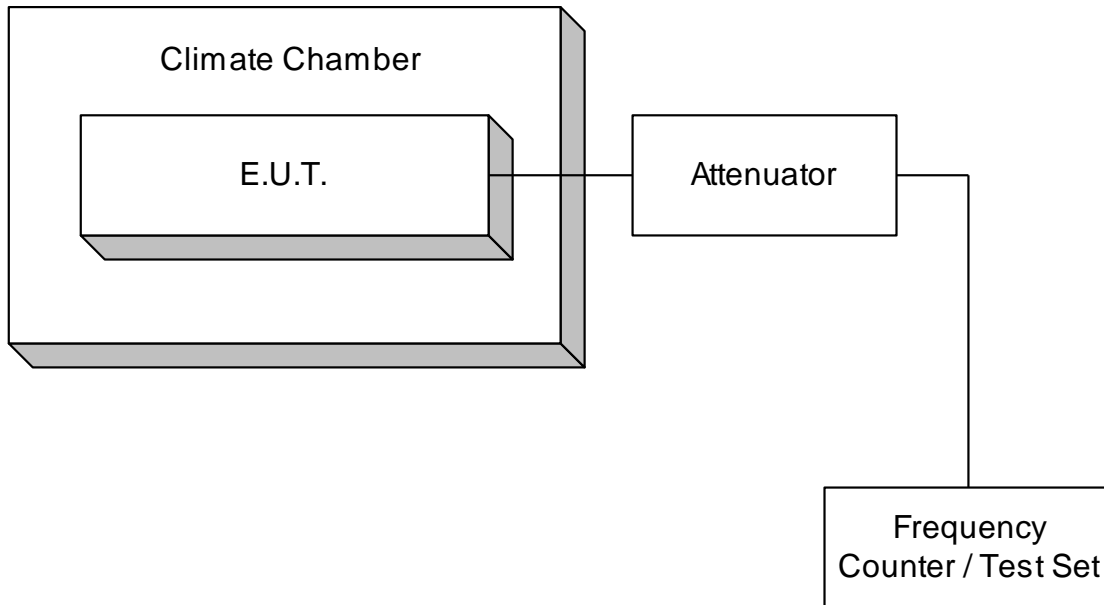 Climate Chamber
E.U.T.
Attenuator
Frequency
Counter / Test Set